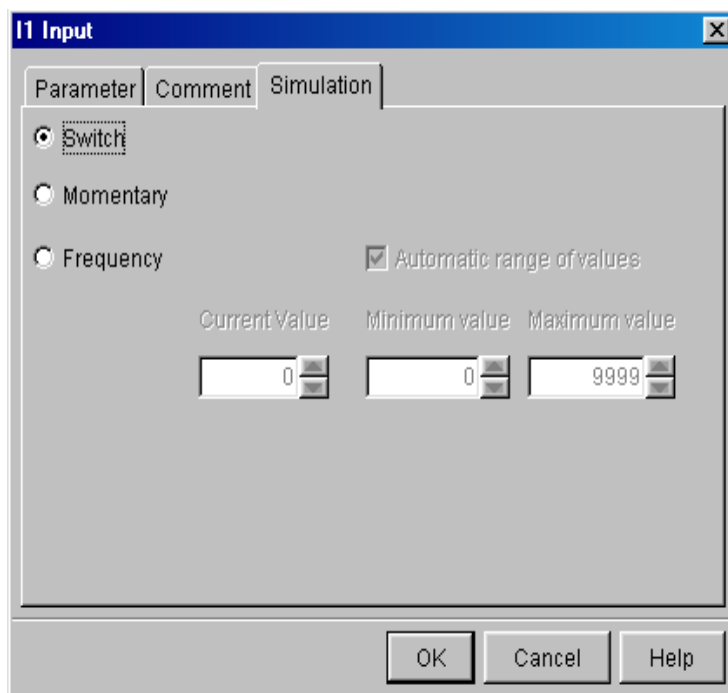 I1 Input
Parameter Comment Simulation
Switch
Momentary
Frequency Automatic range of values
Current Value Minimum value Maximum value
0 0 9999
OK Cancel Help